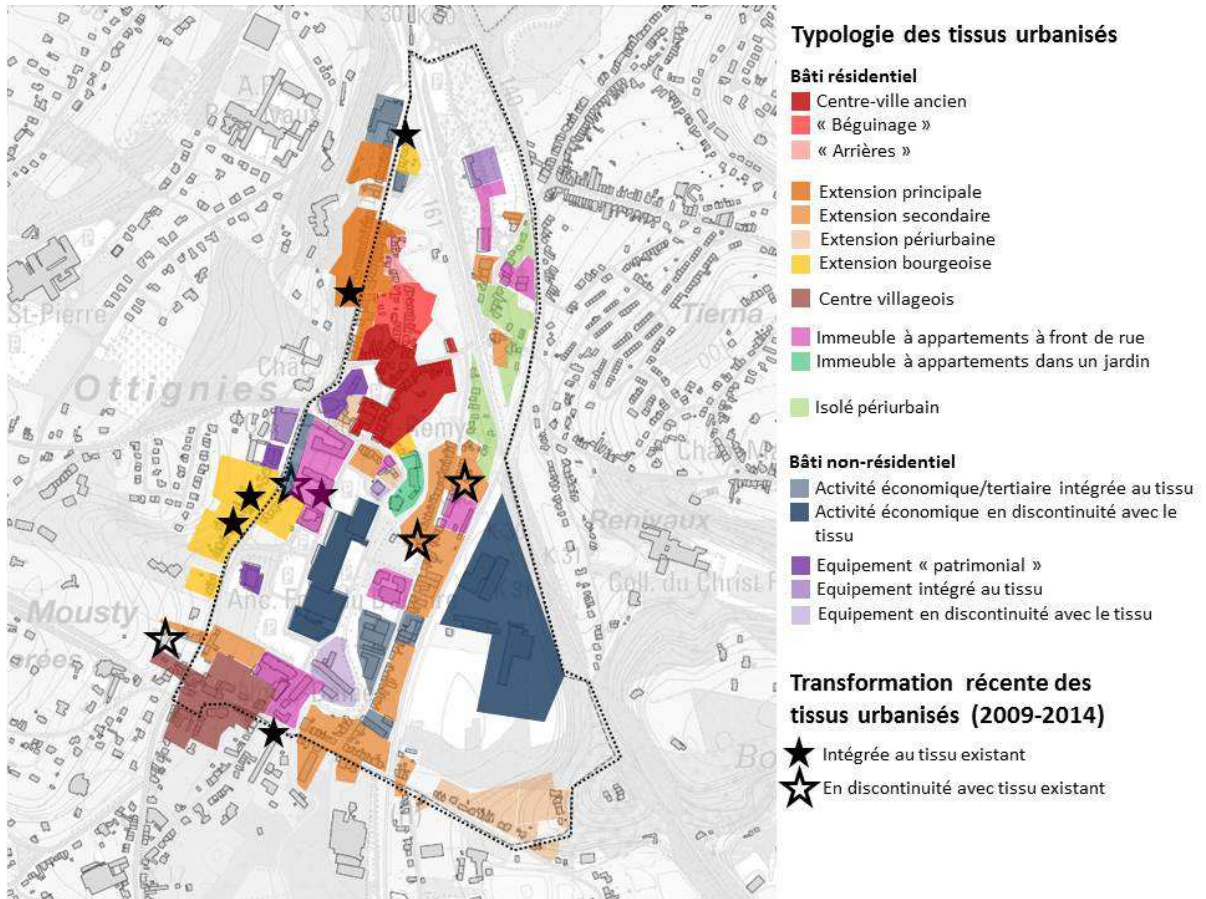 K 30
Ottignies
St-Pierre
161
Tierna
Mousty
Renivaux
Coll. du Christ
K 3
Typologie des tissus urbanisés
Bâti résidentiel
Centre-ville ancien
« Béguinage »
« Arrières »
Extension principale
Extension secondaire
Extension périurbaine
Extension bourgeoise
Centre villageois
Immeuble à appartements à front de rue
Immeuble à appartements dans un jardin
Isolé périurbain
Bâti non-résidentiel
Activité économique/tertiaire intégrée au tissu
Activité économique en discontinuité avec le
tissu
Equipement « patrimonial »
Equipement intégré au tissu
Equipement en discontinuité avec le tissu
Transformation récente des
tissus urbanisés (2009-2014)
Intégrée au tissu existant
En discontinuité avec tissu existant